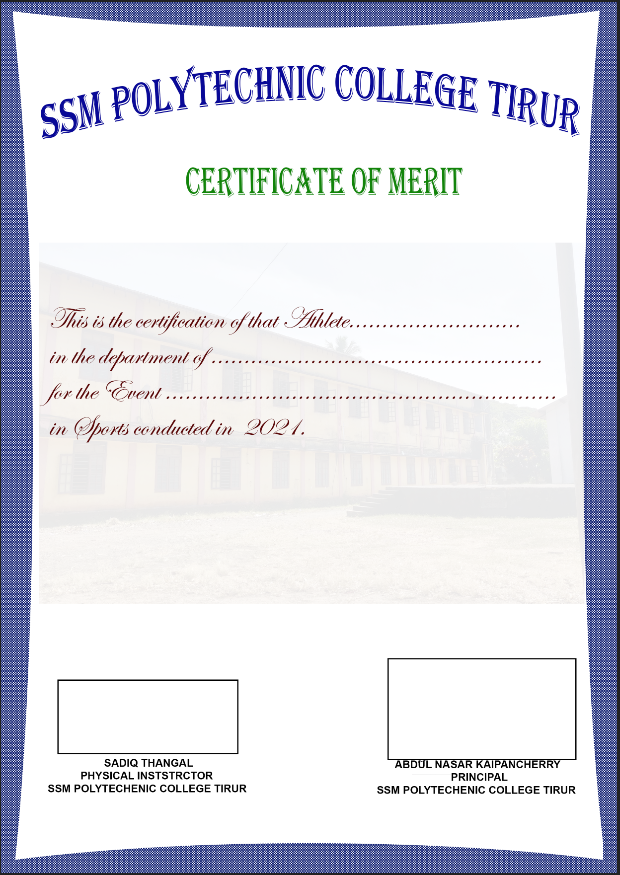 SSM POLYTECHNIC COLLEGE TIRUR
CERTIFICATE OF MERIT
This is the certification of that Athlete..........................
in the department of ...................................................
for the Event ............................................................
in Sports conducted in 2021.
SADIQ THANGAL
PHYSICAL INSTSTRCTOR
SSM POLYTECHENIC COLLEGE TIRUR
ABDUL NASAR KAIPANCHERRY
PRINCIPAL
SSM POLYTECHENIC COLLEGE TIRUR